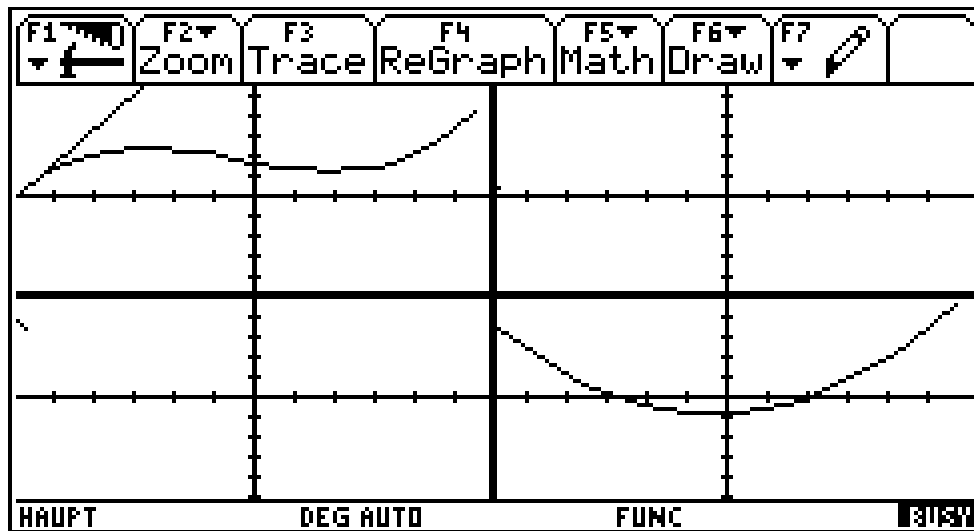 F1 F2 F3 F4 F5 F6 F7
Zoom Trace ReGraph Math Draw
HAUPT DEG AUTO FUNC BUSY